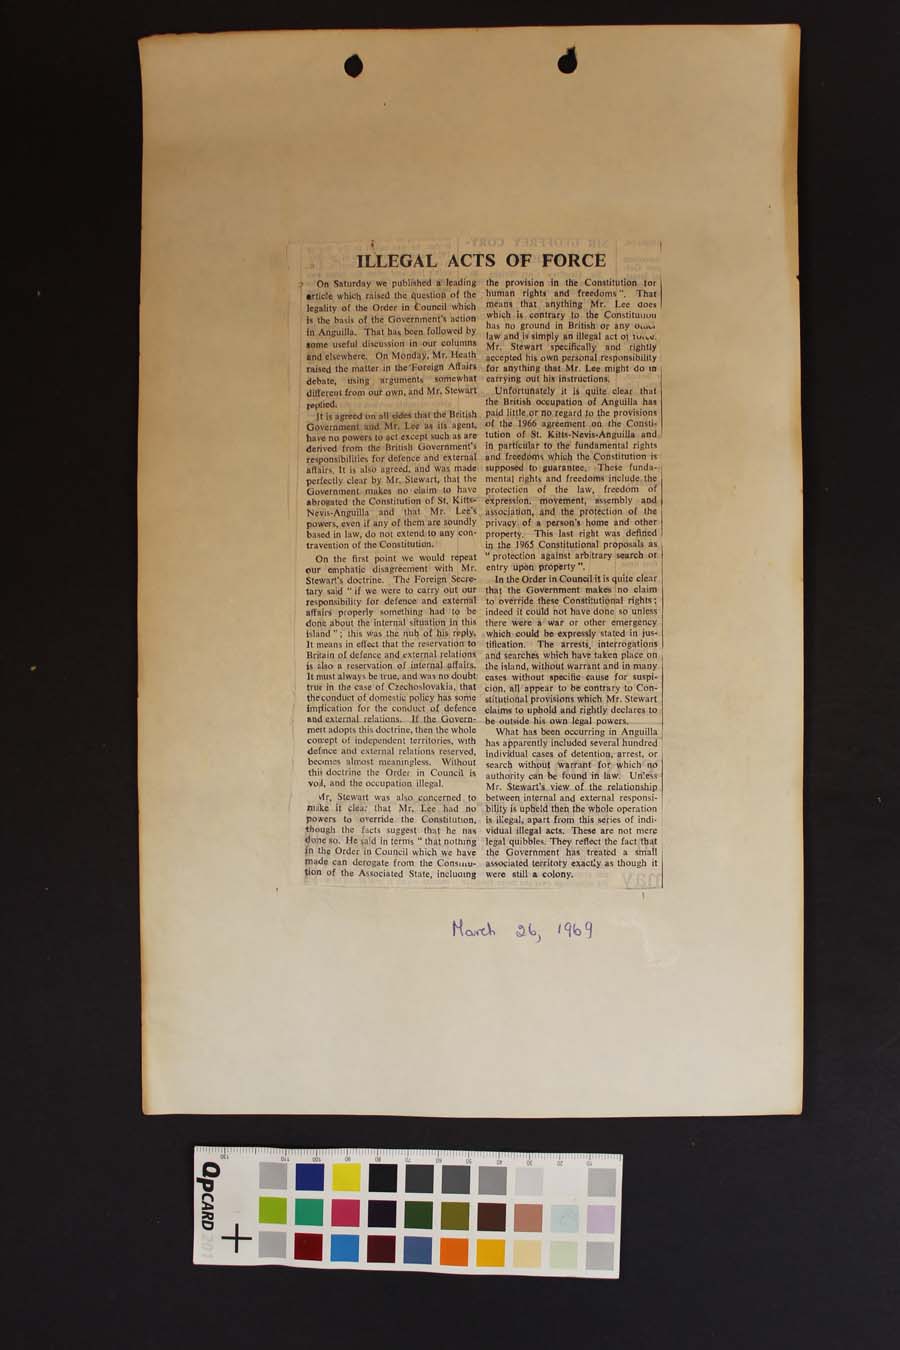 ILLEGAL ACTS OF FORCE
On Saturday we published a leading
article which raised the question of the
legality of the Order in Council which
is the basis of the Government's action
in Anguilla. That has been followed by
some useful discussion in our columns
and elsewhere. On Monday, Mr. Heath
raised the matter in the Foreign Affairs
debate, using arguments somewhat
different from our own, and Mr. Stewart
replied.
It is agreed on all sides that the British
Government and Mr. Lee as its agent,
have no powers to act except such as are
derived from the British Government's
responsibilities for defence and external
affairs. It is also agreed, and was made
perfectly clear by Mr. Stewart, that the
Government makes no claim to have
abrogated the Constitution of St. Kitts-
Nevis-Anguilla and that Mr. Lee's
powers, even if any of them are soundly
based in law, do not extend to any con-
travention of the Constitution.
On the first point we would repeat
our emphatic disagreement with Mr.
Stewart's doctrine. The Foreign Secre-
tary said " if we were to carry out our
responsibility for defence and external
affairs properly something had to be
done about the internal situation in this
island "; this was the nub of his reply.
It means in effect that the reservation to
Britain of defence and external relations
is also a reservation of internal affairs.
It must always be true, and was no doubt
true in the case of Czechoslovakia, that
the conduct of domestic policy has some
implication for the conduct of defence
and external relations. If the Govern-
ment adopts this doctrine, then the whole
concept of independent territories, with
defence and external relations reserved,
becomes almost meaningless. Without
this doctrine the Order in Council is
void, and the occupation illegal.
Mr. Stewart was also concerned to
make it clear that Mr. Lee had no
powers to override the Constitution,
though the facts suggest that he has
done so. He said in terms " that nothing
in the Order in Council which we have
made can derogate from the Constitu-
tion of the Associated State, including
the provision in the Constitution for
human rights and freedoms ". That
means that anything Mr. Lee does
which is contrary to the Constitution
has no ground in British or any other
law and is simply an illegal act of force.
Mr. Stewart specifically and rightly
accepted his own personal responsibility
for anything that Mr. Lee might do in
carrying out his instructions.
Unfortunately it is quite clear that
the British occupation of Anguilla has
paid little or no regard to the provisions
of the 1966 agreement on the Consti-
tution of St. Kitts-Nevis-Anguilla and
in particular to the fundamental rights
and freedoms which the Constitution is
supposed to guarantee. These funda-
mental rights and freedoms include the
protection of the law, freedom of
expression, movement, assembly and
association, and the protection of the
privacy of a person's home and other
property. This last right was defined
in the 1965 Constitutional proposals as
" protection against arbitrary search or
entry upon property ".
In the Order in Council it is quite clear
that the Government makes no claim
to override these Constitutional rights;
indeed it could not have done so unless
there were a war or other emergency
which could be expressly stated in jus-
tification. The arrests, interrogations
and searches which have taken place on
the island, without warrant and in many
cases without specific cause for suspi-
cion, all appear to be contrary to Con-
stitutional provisions which Mr. Stewart
claims to uphold and rightly declares to
be outside his own legal powers.
What has been occurring in Anguilla
has apparently included several hundred
individual cases of detention, arrest, or
search without warrant for which no
authority can be found in law. Unless
Mr. Stewart's view of the relationship
between internal and external responsi-
bility is upheld then the whole operation
is illegal, apart from this series of indi-
vidual illegal acts. These are not mere
legal quibbles. They reflect the fact that
the Government has treated a small
associated territory exactly as though it
were still a colony.
March 26, 1969
QPCARD 201